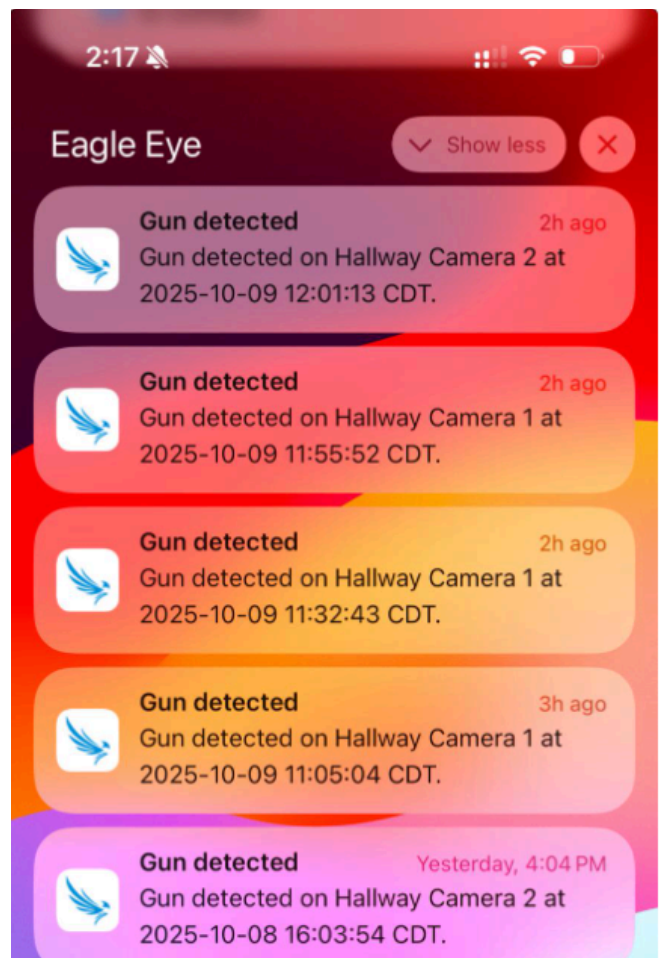 2:17
Eagle Eye
Show less
Gun detected
2h ago
Gun detected on Hallway Camera 2 at
2025-10-09 12:01:13 CDT.
Gun detected
2h ago
Gun detected on Hallway Camera 1 at
2025-10-09 11:55:52 CDT.
Gun detected
2h ago
Gun detected on Hallway Camera 1 at
2025-10-09 11:32:43 CDT.
Gun detected
3h ago
Gun detected on Hallway Camera 1 at
2025-10-09 11:05:04 CDT.
Gun detected
Yesterday, 4:04 PM
Gun detected on Hallway Camera 2 at
2025-10-08 16:03:54 CDT.